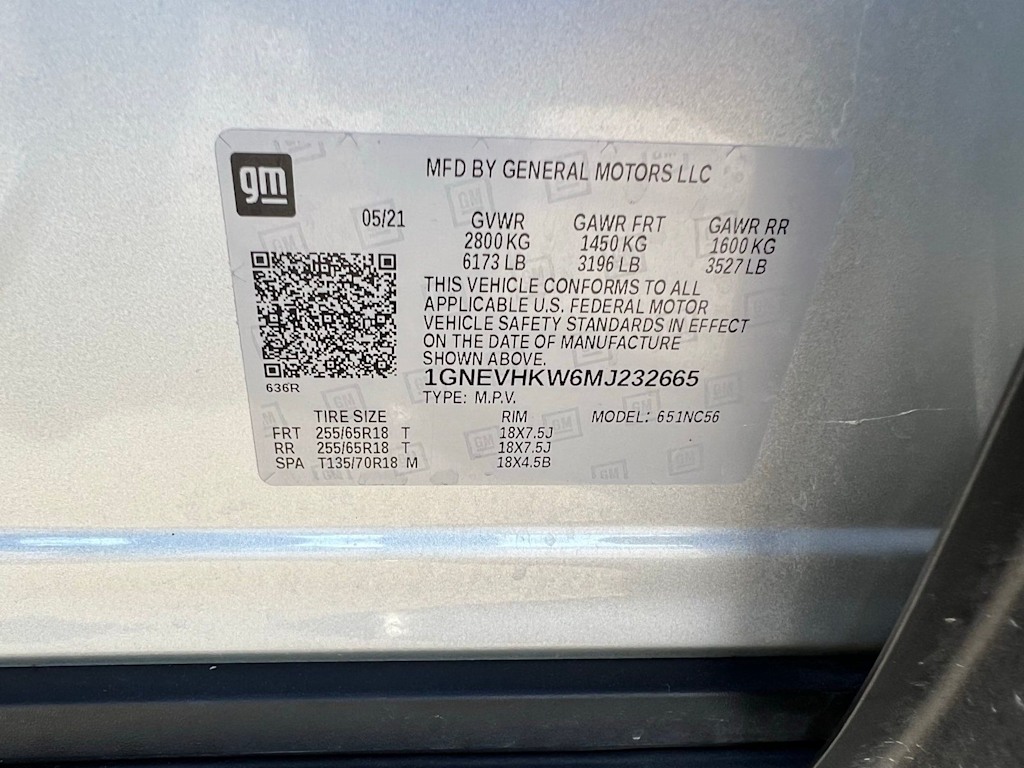 gm
MFD BY GENERAL MOTORS LLC
05/21 GVWR GAWR FRT GAWR RR
2800 KG 1450 KG 1600 KG
6173 LB 3196 LB 3527 LB
THIS VEHICLE CONFORMS TO ALL
APPLICABLE U.S. FEDERAL MOTOR
VEHICLE SAFETY STANDARDS IN EFFECT
ON THE DATE OF MANUFACTURE
SHOWN ABOVE.
636R
1GNEVHKW6MJ232665
TYPE: M.P.V.
TIRE SIZE RIM MODEL: 651NC56
FRT 255/65R18 T 18X7.5J
RR 255/65R18 T 18X7.5J
SPA T135/70R18 M 18X4.5B